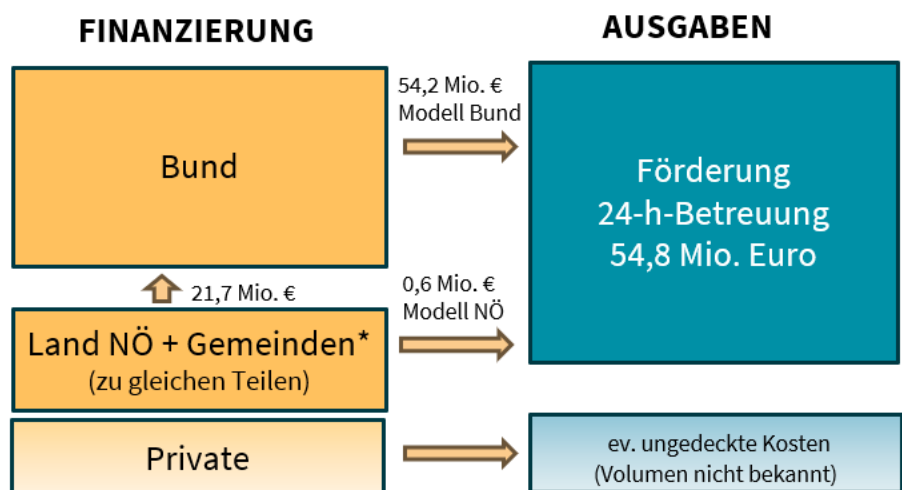 FINANZIERUNG
AUSGABEN
Bund
54,2 Mio. €
Modell Bund
Förderung
24-h-Betreuung
54,8 Mio. Euro
21,7 Mio. €
0,6 Mio. €
Modell NÖ
Land NÖ + Gemeinden*
(zu gleichen Teilen)
Private
ev. ungedeckte Kosten
(Volumen nicht bekannt)